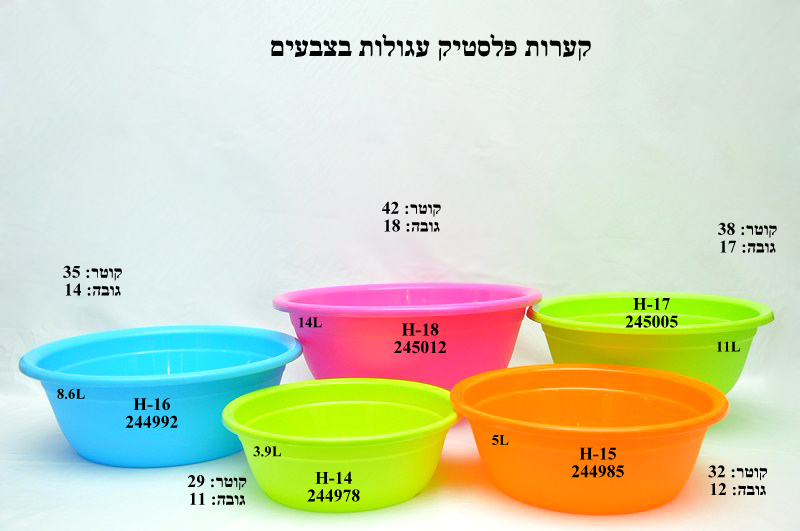 קערות פלסטיק עגולות בצבעים
קוטר: 42
גובה: 18
קוטר: 38
גובה: 17
קוטר: 35
גובה: 14
H-17
245005
14L
H-18
245012
11L
8.6L
H-16
244992
5L
H-15
244985
3.9L
H-14
244978
קוטר: 32
גובה: 12
קוטר: 29
גובה: 11